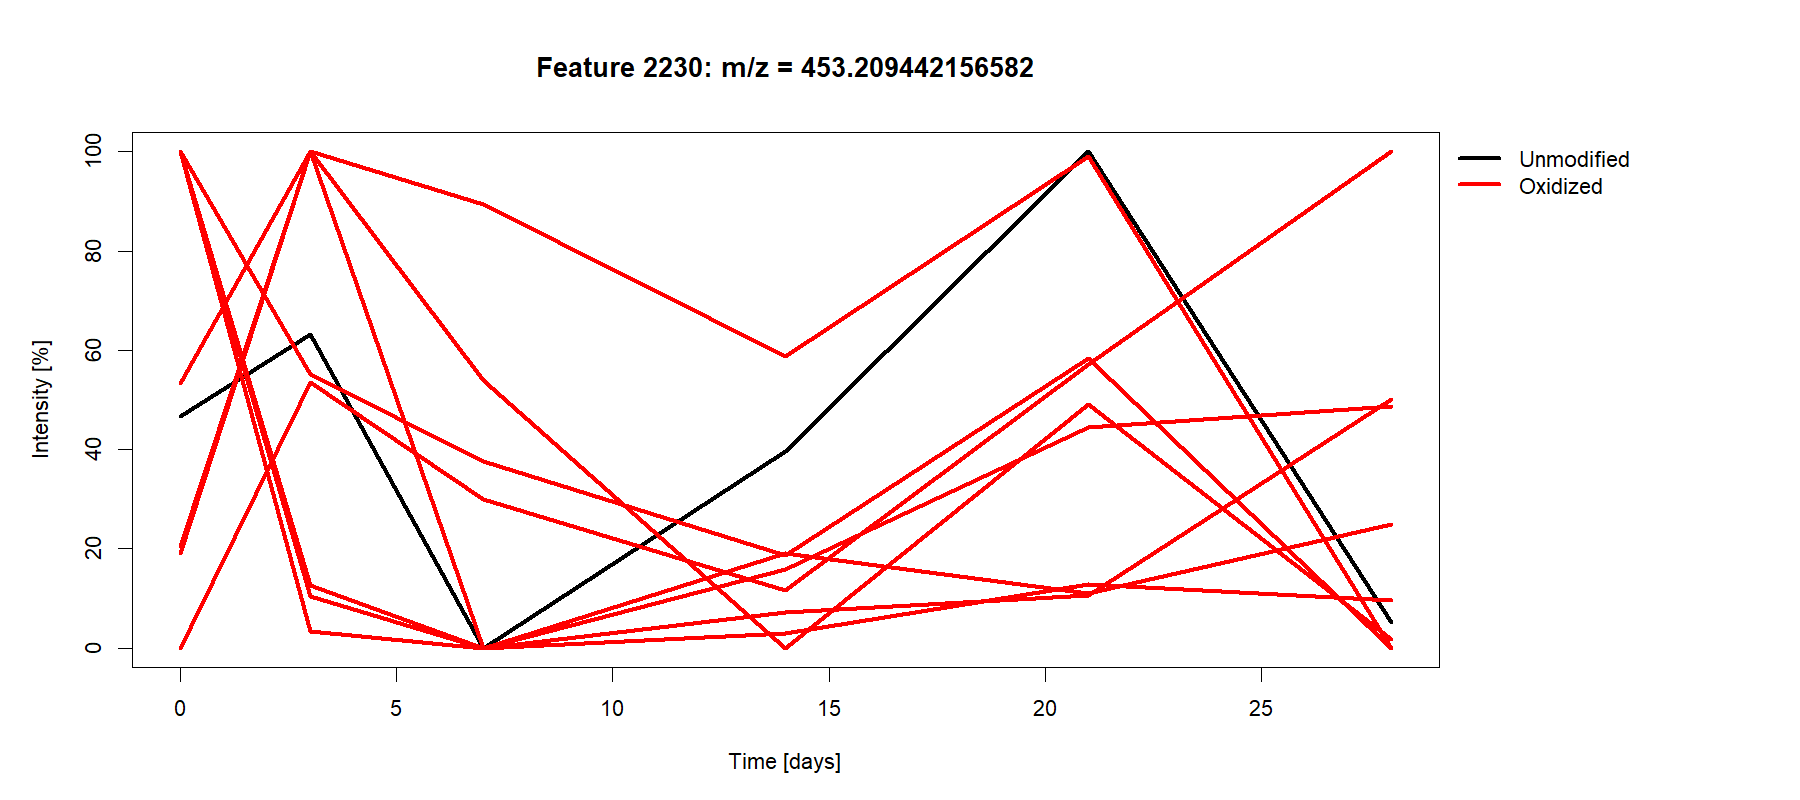 Feature 2230: m/z = 453.209442156582
Unmodified
Oxidized
100
80
60
40
20
0
Intensity [%]
0 5 10 15 20 25
Time [days]